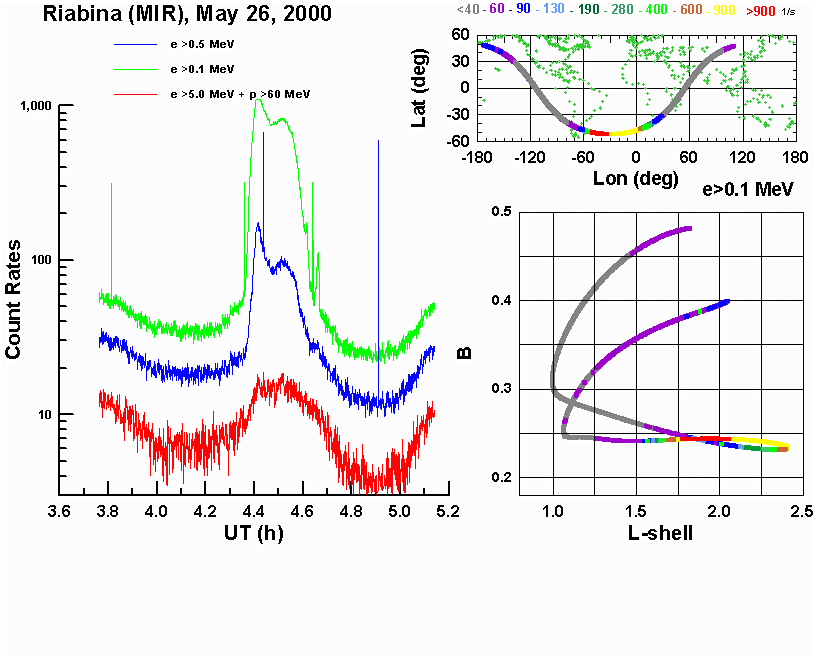 Riabina (MIR), May 26, 2000
e >0.5 MeV
e >0.1 MeV
e >5.0 MeV + p >60 MeV
1,000
100
10
Count Rates
3.6 4.0 4.2 4.4 4.6 4.8 5.0 5.2
UT (h)
<40 - 60 - 90 - 130 - 190 - 280 - 400 - 600 - 900 >900 1/s
60
30
0
-30
-60
Lat (deg)
-180 -120 -60 0 60 120 180
Lon (deg)
e>0.1 MeV
0.5
0.4
0.3
0.2
B
1.0 1.5 2.0 2.5
L-shell